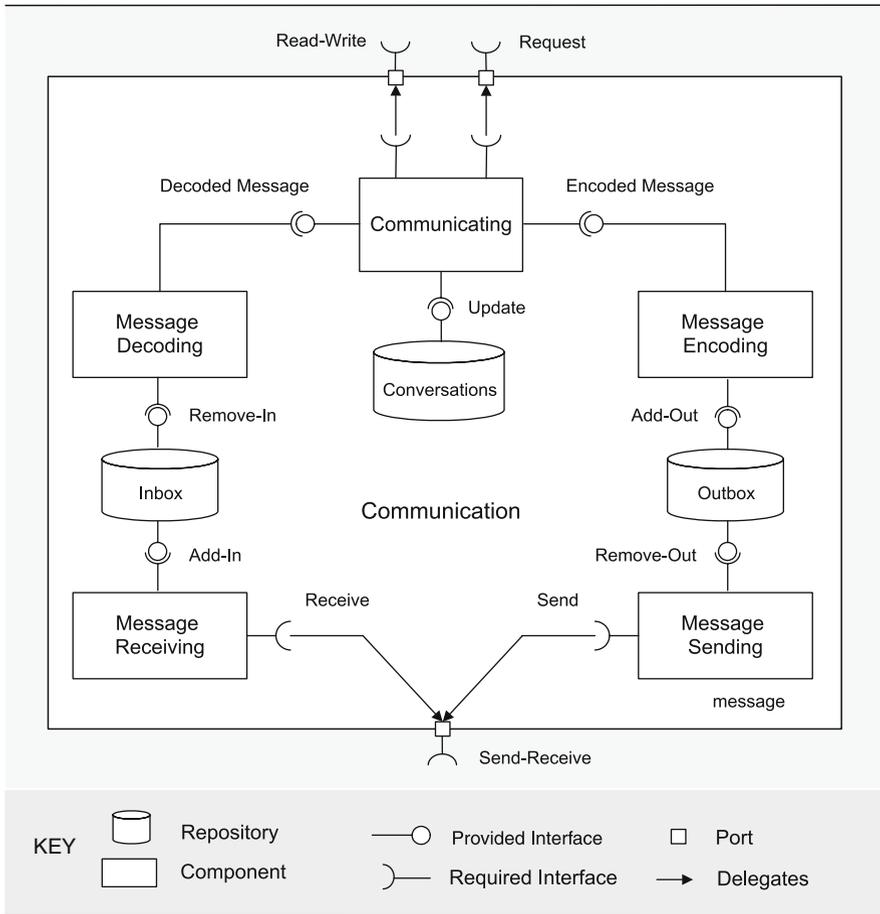 Read-Write
Request
Decoded Message
Encoded Message
Communicating
Update
Message
Decoding
Message
Encoding
Conversations
Remove-In
Add-Out
Inbox
Outbox
Communication
Add-In
Remove-Out
Receive
Send
Message
Receiving
Message
Sending
message
Send-Receive
KEY
Repository
Provided Interface
Port
Component
Required Interface
Delegates